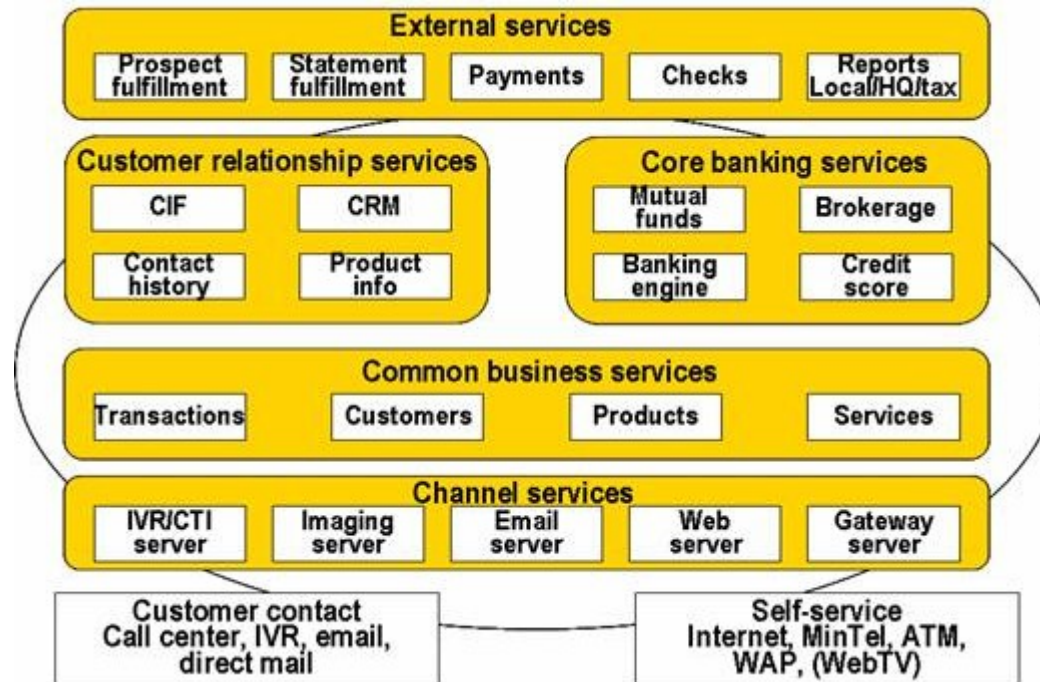 External services
Prospect
fulfillment
Statement
fulfillment
Payments
Checks
Reports
Local/HQ/tax
Customer relationship services
CIF
CRM
Contact
history
Product
info
Core banking services
Mutual
funds
Brokerage
Banking
engine
Credit
score
Common business services
Transactions
Customers
Products
Services
Channel services
IVR/CTI
server
Imaging
server
Email
server
Web
server
Gateway
server
Customer contact
Call center, IVR, email,
direct mail
Self-service
Internet, MinTel, ATM,
WAP, (WebTV)